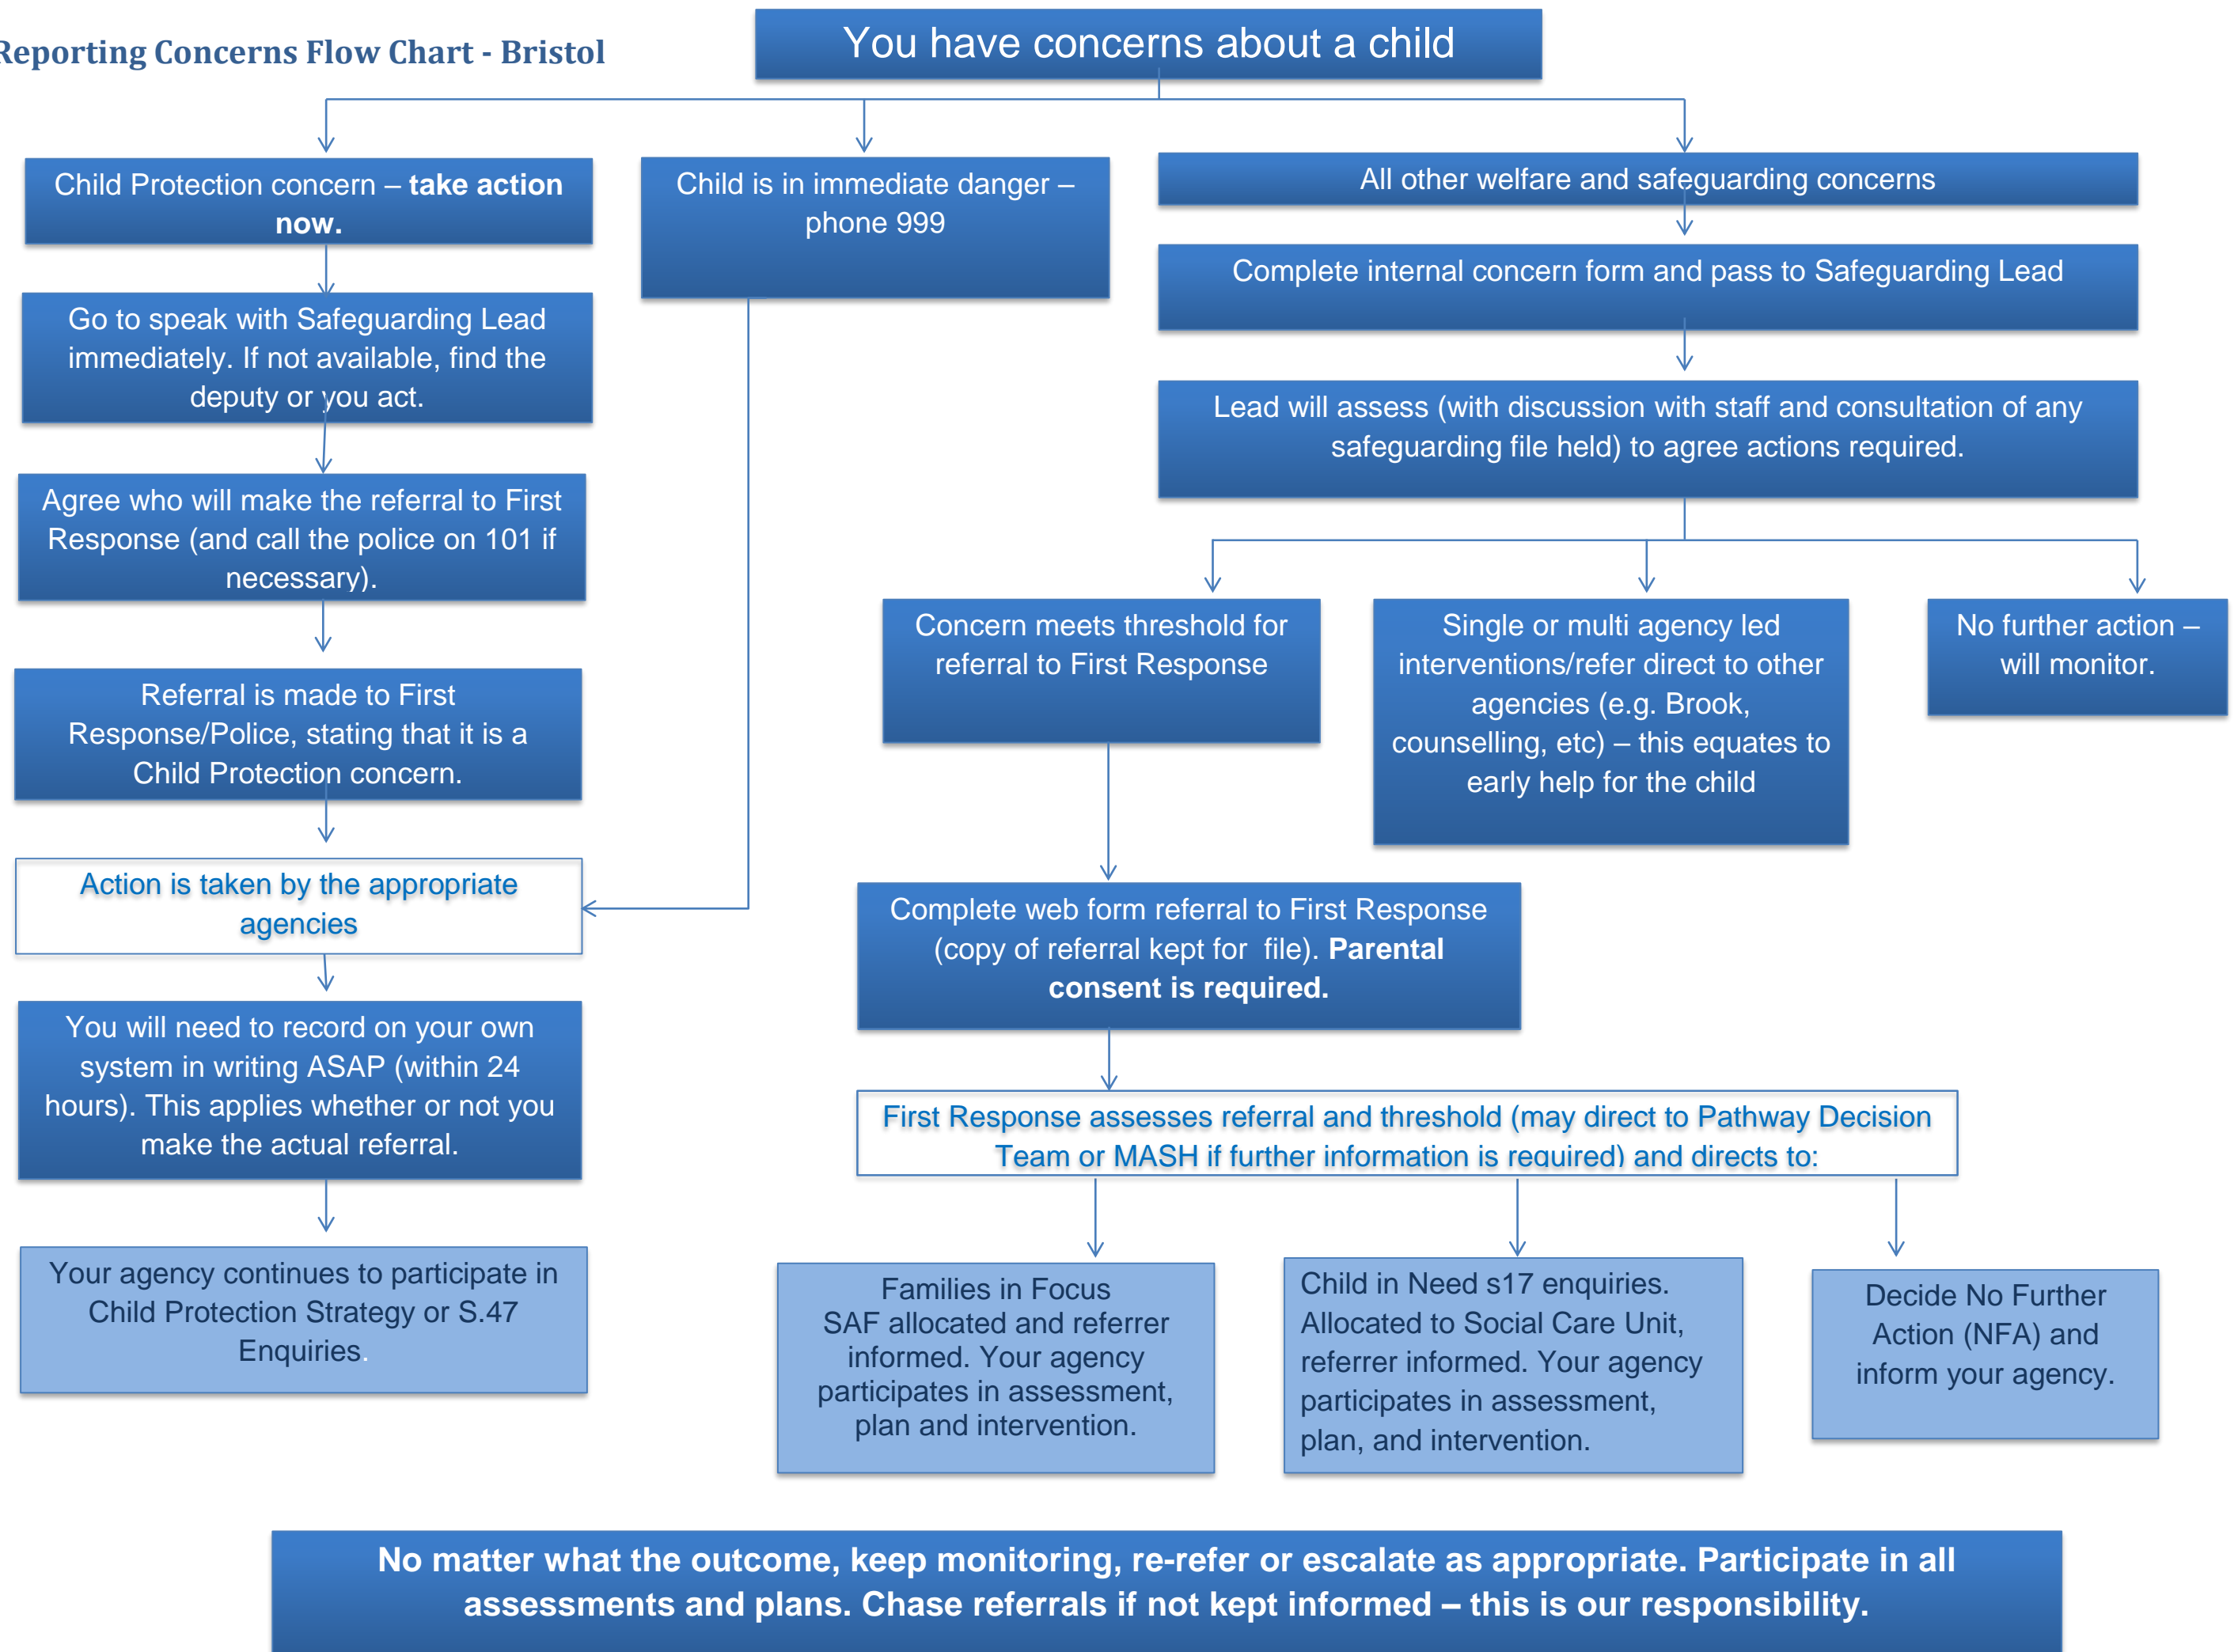 Reporting Concerns Flow Chart - Bristol
You have concerns about a child
Child Protection concern – take action
now.
Go to speak with Safeguarding Lead
immediately. If not available, find the
deputy or you act.
Agree who will make the referral to First
Response (and call the police on 101 if
necessary).
Referral is made to First
Response/Police, stating that it is a
Child Protection concern.
Action is taken by the appropriate
agencies
You will need to record on your own
system in writing ASAP (within 24
hours). This applies whether or not you
make the actual referral.
Your agency continues to participate in
Child Protection Strategy or S.47
Enquiries.
Child is in immediate danger –
phone 999
All other welfare and safeguarding concerns
Complete internal concern form and pass to Safeguarding Lead
Lead will assess (with discussion with staff and consultation of any
safeguarding file held) to agree actions required.
Concern meets threshold for
referral to First Response
Single or multi agency led
interventions/refer direct to other
agencies (e.g. Brook,
counselling, etc) – this equates to
early help for the child
No further action –
will monitor.
Complete web form referral to First Response
(copy of referral kept for file). Parental
consent is required.
First Response assesses referral and threshold (may direct to Pathway Decision
Team or MASH if further information is required) and directs to:
Families in Focus
SAF allocated and referrer
informed. Your agency
participates in assessment,
plan and intervention.
Child in Need s17 enquiries.
Allocated to Social Care Unit,
referrer informed. Your agency
participates in assessment,
plan, and intervention.
Decide No Further
Action (NFA) and
inform your agency.
No matter what the outcome, keep monitoring, re-refer or escalate as appropriate. Participate in all
assessments and plans. Chase referrals if not kept informed – this is our responsibility.